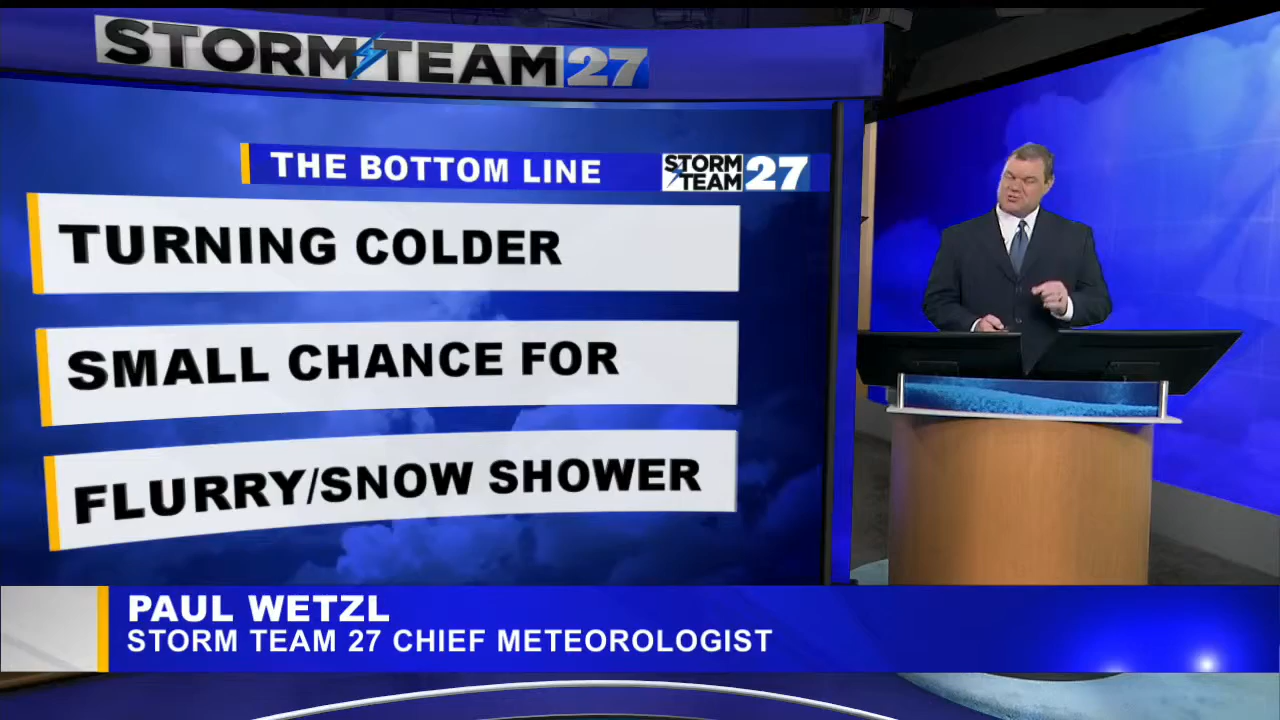 STORM TEAM 27
THE BOTTOM LINE
STORM
TEAM 27
TURNING COLDER
SMALL CHANCE FOR
FLURRY/SNOW SHOWER
PAUL WETZL
STORM TEAM 27 CHIEF METEOROLOGIST